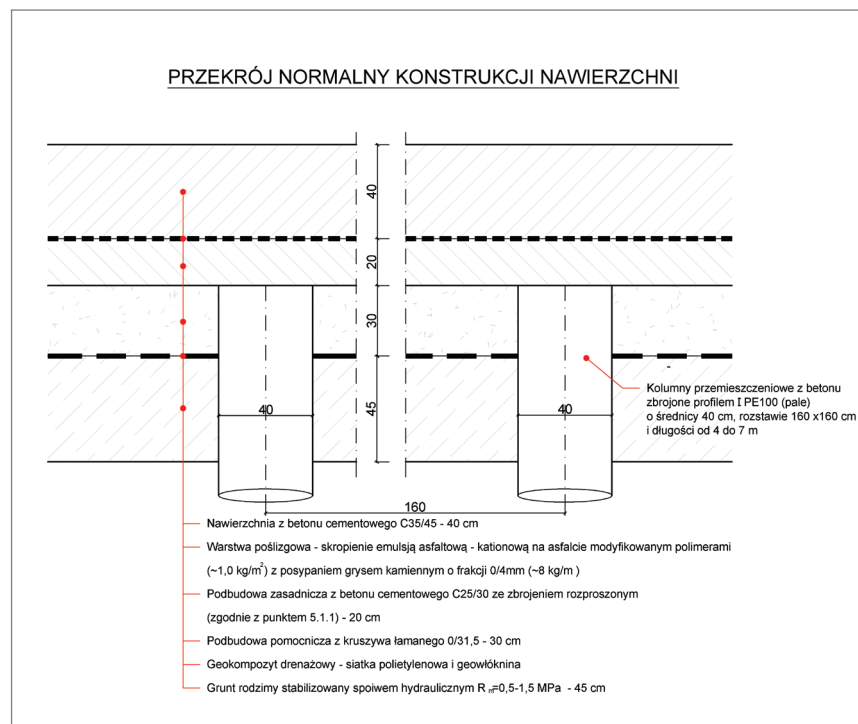 PRZEKRÓJ NORMALNY KONSTRUKCJI NAWIERZCHNI
40
20
30
45
40
40
160
Kolumny przemieszczeniowe z betonu
zbrojone profilem I PE100 (pale)
o średnicy 40 cm, rozstawie 160 x160 cm
i długości od 4 do 7 m
Nawierzchnia z betonu cementowego C35/45 - 40 cm
Warstwa poślizgowa - skropienie emulsją asfaltową - kationową na asfalcie modyfikowanym polimerami
(~1,0 kg/m²) z posypaniem grysem kamiennym o frakcji 0/4mm (~8 kg/m )
Podbudowa zasadnicza z betonu cementowego C25/30 ze zbrojeniem rozproszonym
(zgodnie z punktem 5.1.1) - 20 cm
Podbudowa pomocnicza z kruszywa łamanego 0/31,5 - 30 cm
Geokompozyt drenażowy - siatka polietylenowa i geowłóknina
Grunt rodzimy stabilizowany spoiwem hydraulicznym R m=0,5-1,5 MPa - 45 cm